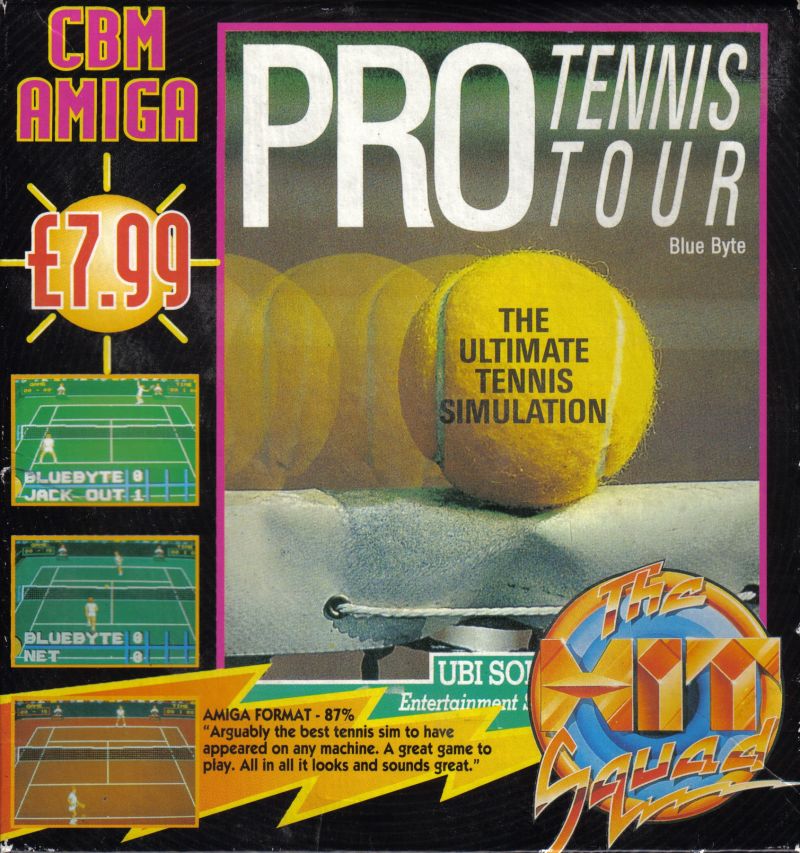 CBM
AMIGA
£7.99
PRO
TENNIS
TOUR
Blue Byte
THE
ULTIMATE
TENNIS
SIMULATION
GAME
TIME
BLUEBYTE 0
JACK OUT 1
BLUEBYTE 0
NET 0
UBI SO
Entertainment S
AMIGA FORMAT - 87%
"Arguably the best tennis sim to have
appeared on any machine. A great game to
play. All in all it looks and sounds great."
The
HIT
Squad